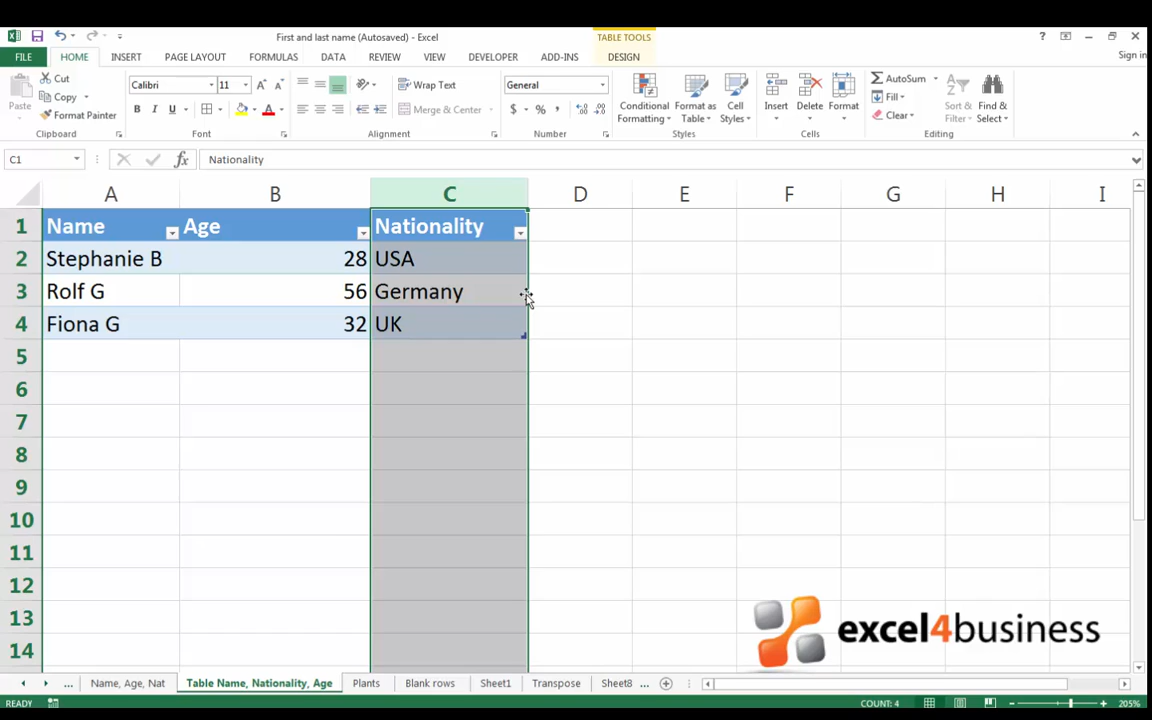 First and last name (Autosaved) - Excel
TABLE TOOLS
?
Sign in
FILE HOME INSERT PAGE LAYOUT FORMULAS DATA REVIEW VIEW DEVELOPER ADD-INS DESIGN
Paste
Cut
Copy
Format Painter
Clipboard
Calibri 11
B I U
Font
Wrap Text
Merge & Center
Alignment
General
$ % ,
Number
Conditional Formatting
Format as Table
Cell Styles
Styles
Insert
Delete
Format
Cells
AutoSum
Fill
Clear
Sort & Filter
Find & Select
Editing
C1 fx Nationality
A B C D E F G H I
1 Name Age Nationality
2 Stephanie B 28 USA
3 Rolf G 56 Germany
4 Fiona G 32 UK
5
6
7
8
9
10
11
12
13
14
excel4business
... Name, Age, Nat Table Name, Nationality, Age Plants Blank rows Sheet1 Transpose Sheet8 ...
READY COUNT: 4 205%